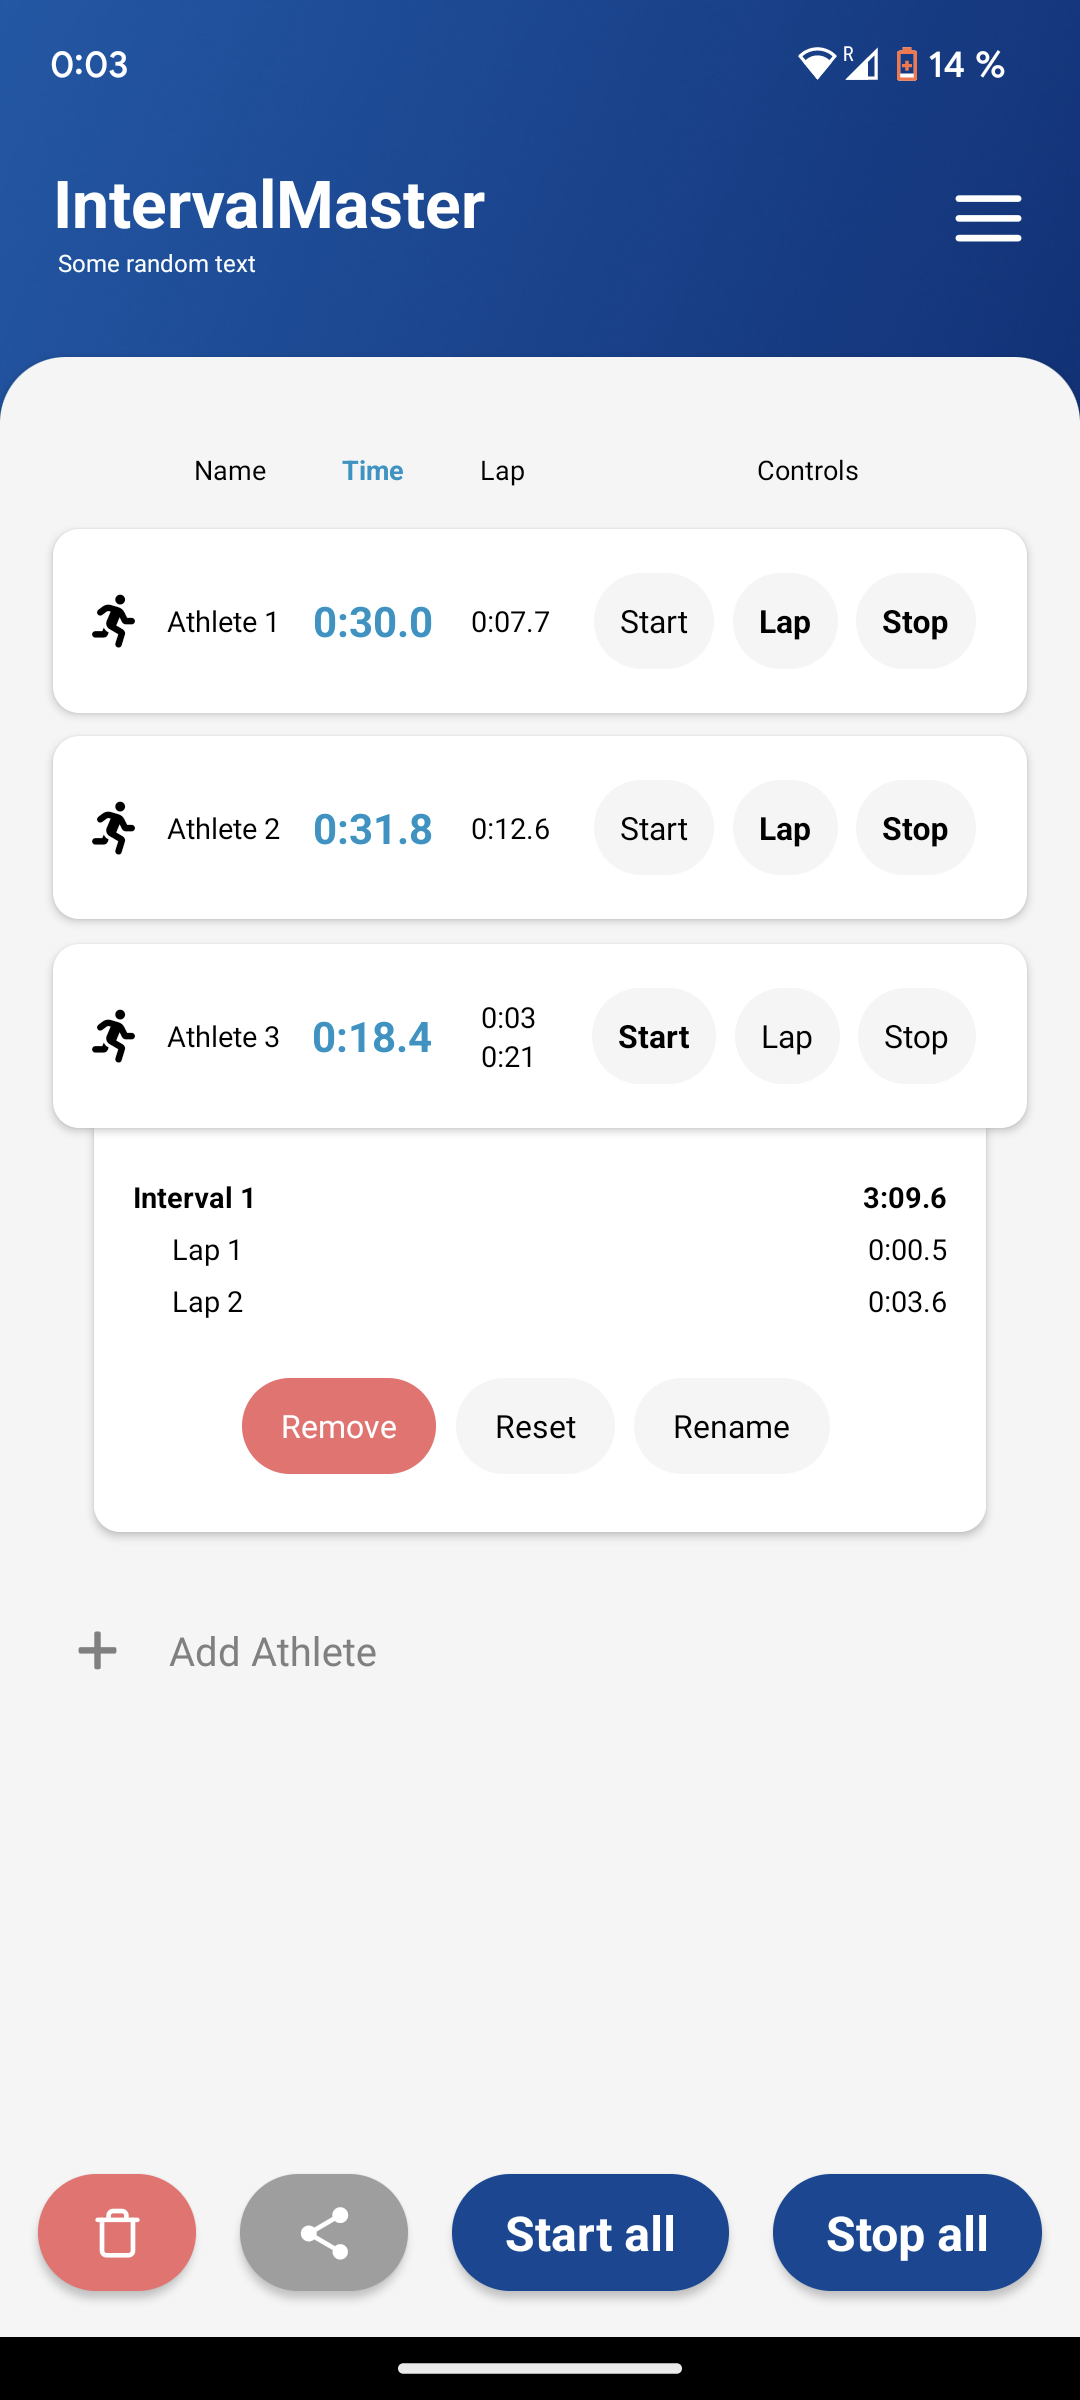 0:03 R 14 %
IntervalMaster
Some random text
Name Time Lap Controls
Athlete 1 0:30.0 0:07.7 Start Lap Stop
Athlete 2 0:31.8 0:12.6 Start Lap Stop
Athlete 3 0:18.4 0:03 0:21 Start Lap Stop
Interval 1 3:09.6
Lap 1 0:00.5
Lap 2 0:03.6
Remove Reset Rename
Add Athlete
Start all Stop all